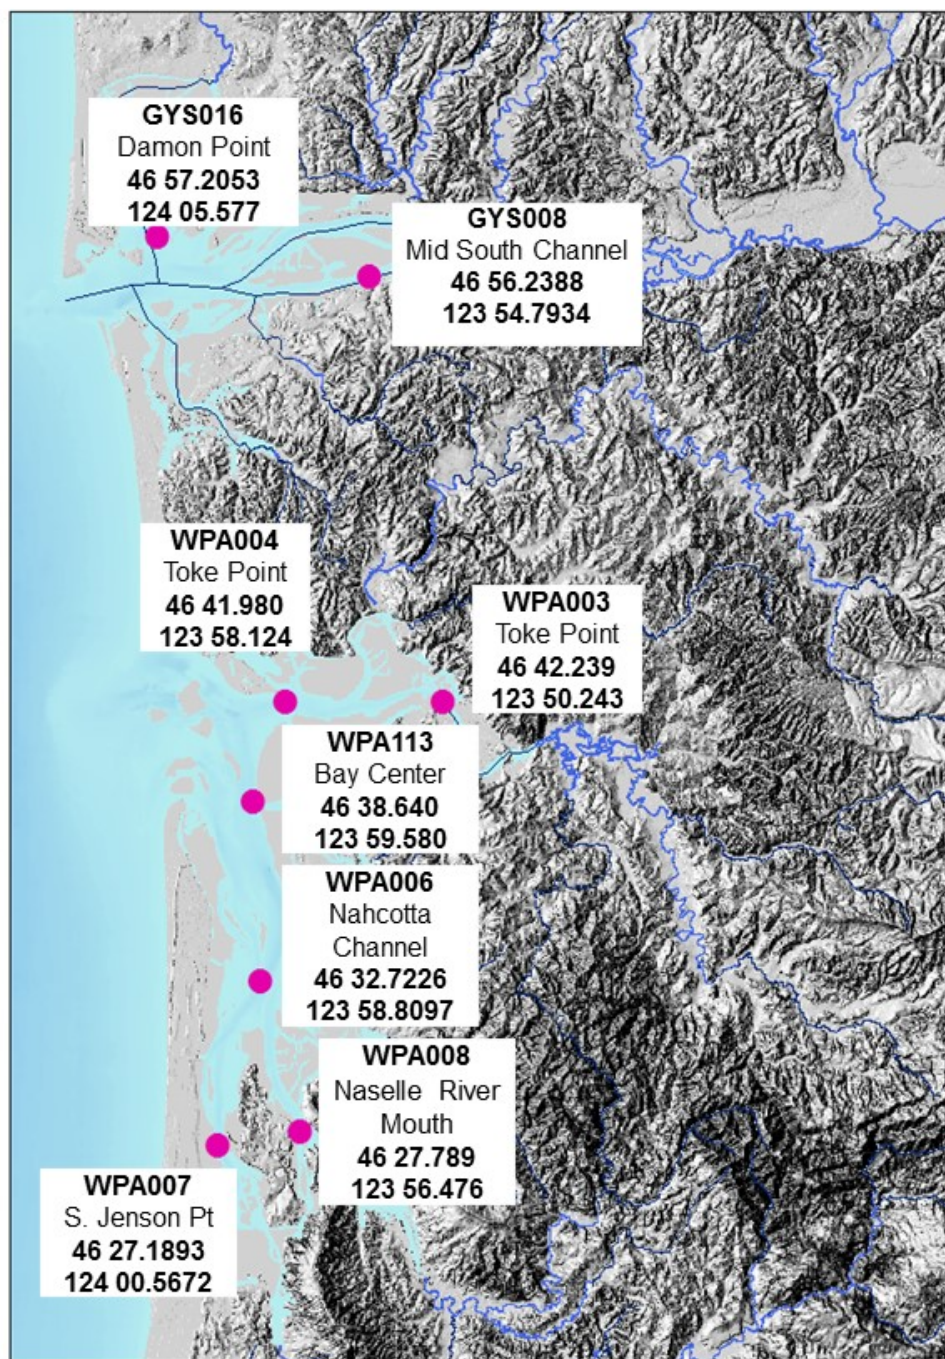 GYS016
Damon Point
46 57.2053
124 05.577
GYS008
Mid South Channel
46 56.2388
123 54.7934
WPA004
Toke Point
46 41.980
123 58.124
WPA003
Toke Point
46 42.239
123 50.243
WPA113
Bay Center
46 38.640
123 59.580
WPA006
Nahcotta
Channel
46 32.7226
123 58.8097
WPA008
Naselle River
Mouth
46 27.789
123 56.476
WPA007
S. Jenson Pt
46 27.1893
124 00.5672